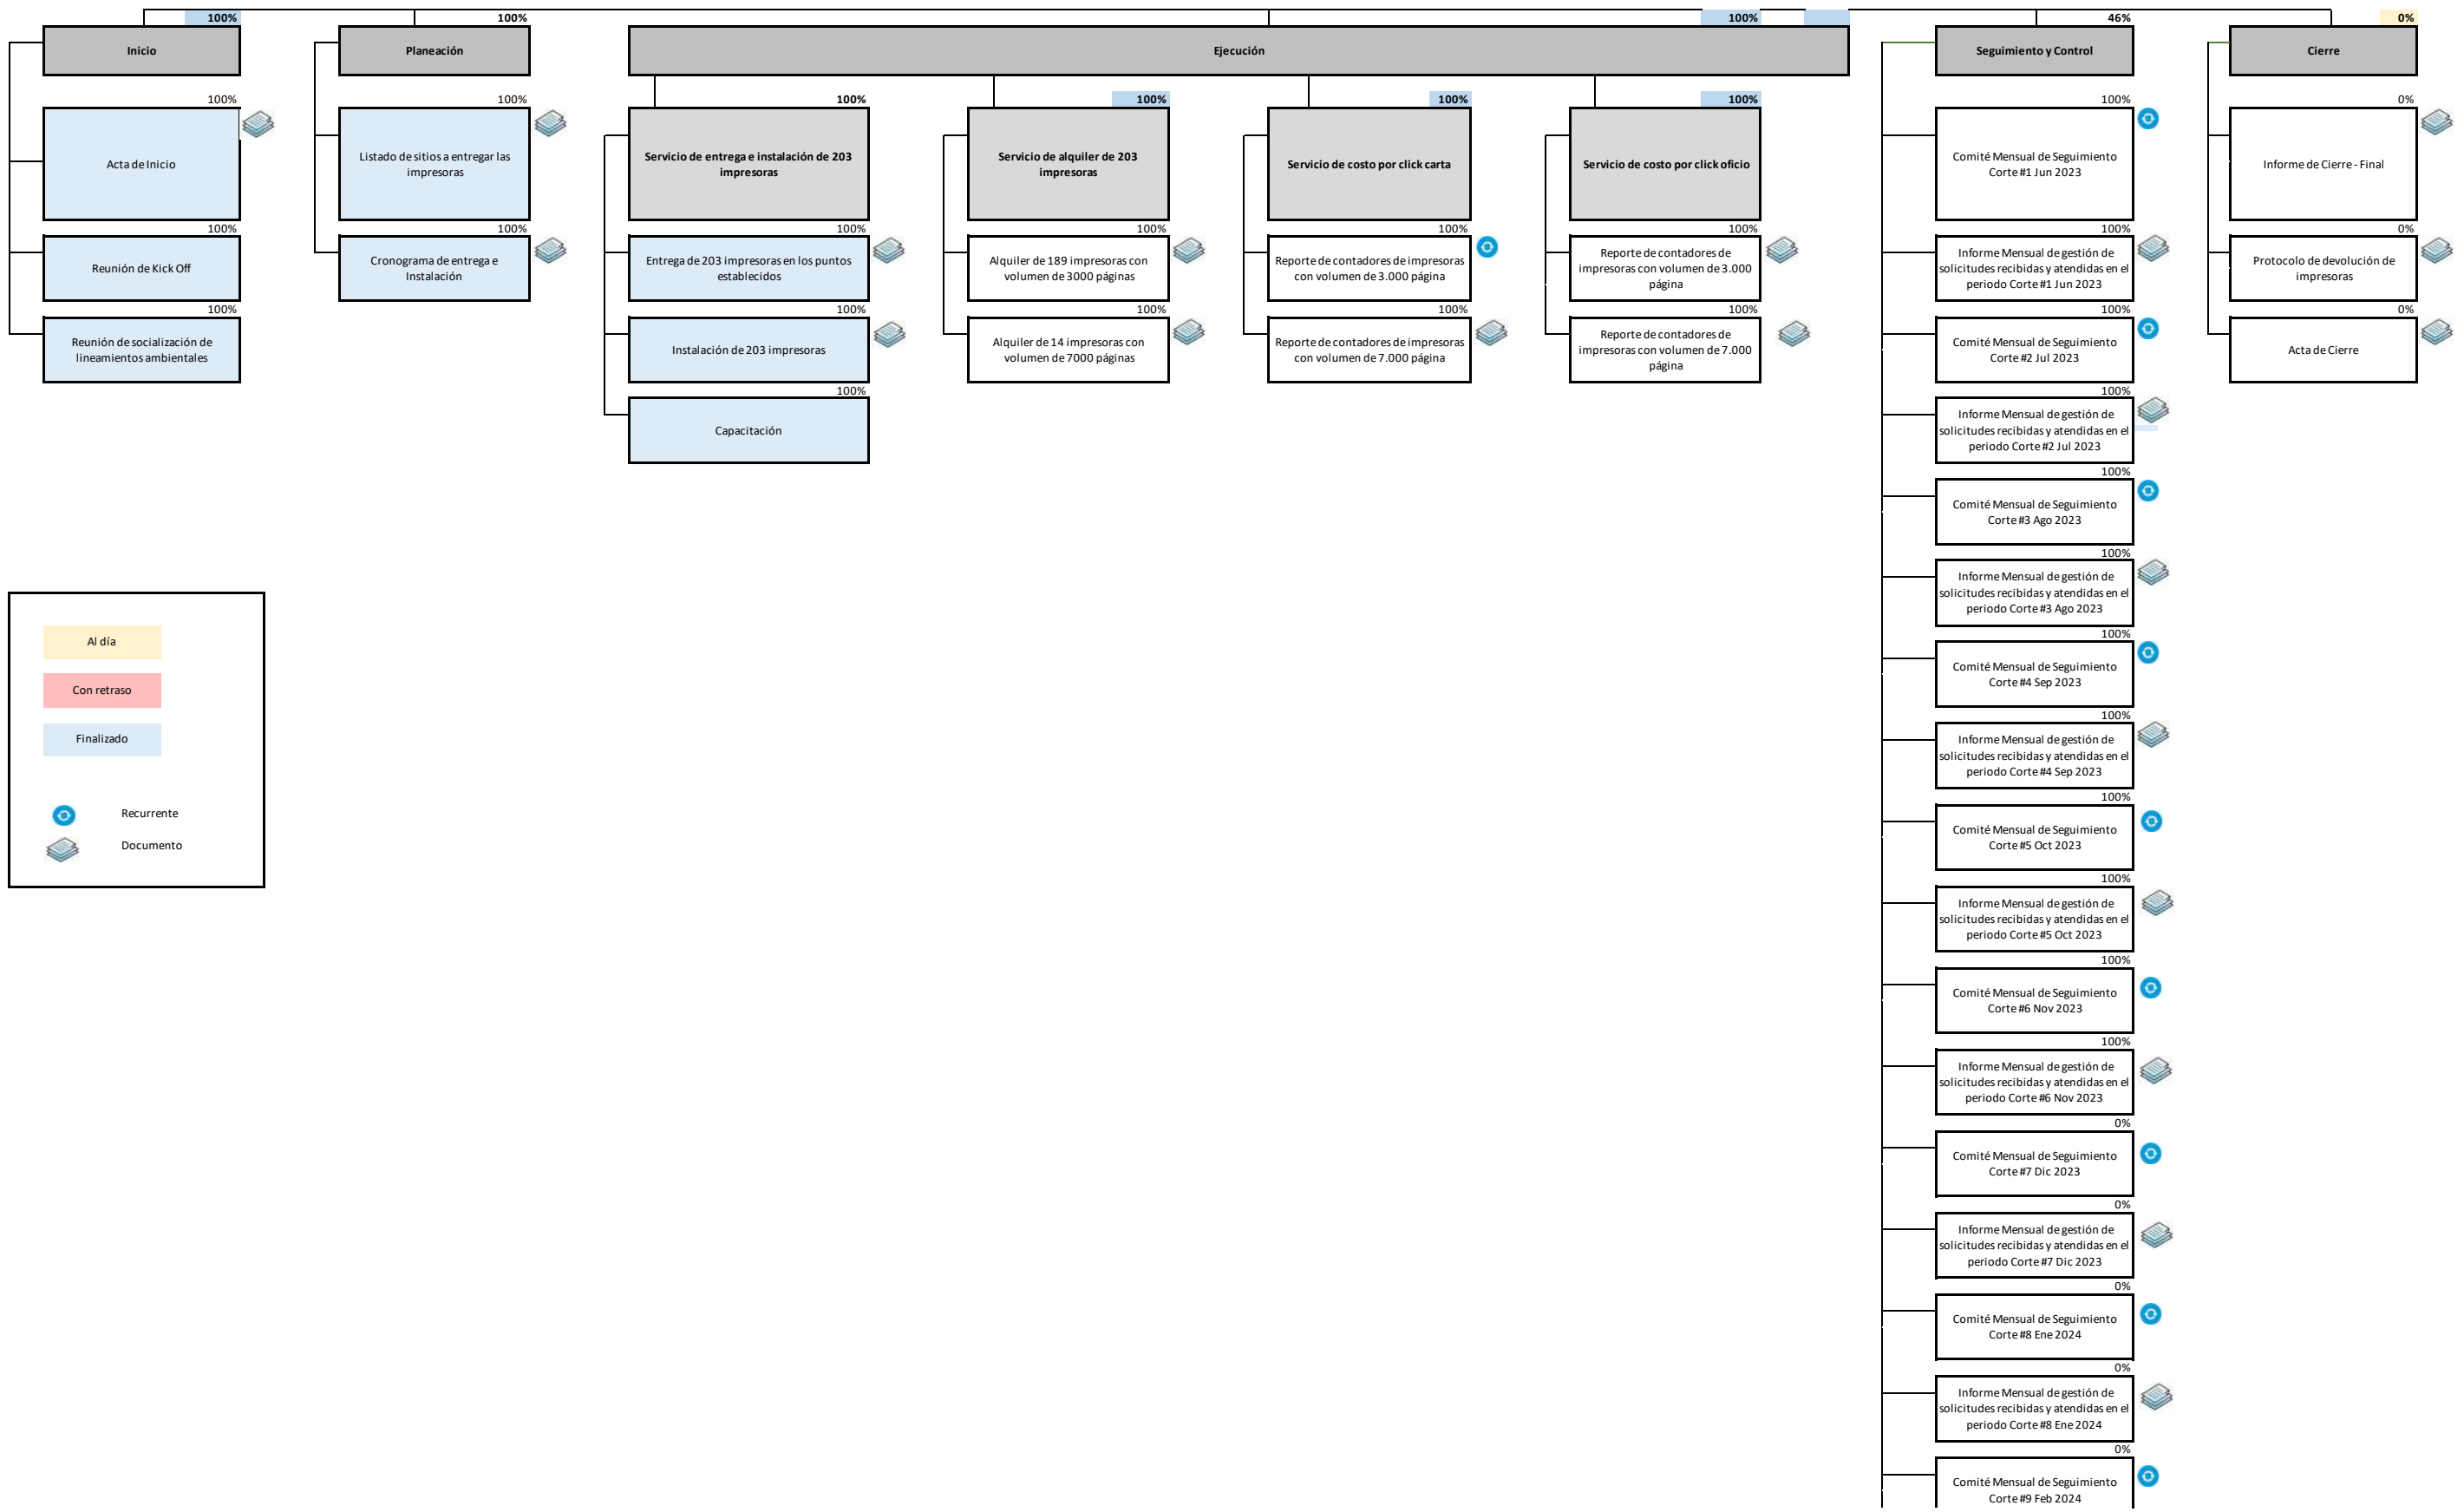 100%
Inicio
100%
Acta de Inicio
100%
Reunión de Kick Off
100%
Reunión de socialización de
lineamientos ambientales
100%
Planeación
100%
Listado de sitios a entregar las
impresoras
100%
Cronograma de entrega e
Instalación
100%
Ejecución
100%
Servicio de entrega e instalación de 203
impresoras
100%
Entrega de 203 impresoras en los puntos
establecidos
100%
Instalación de 203 impresoras
100%
Capacitación
100%
Servicio de alquiler de 203
impresoras
100%
Alquiler de 189 impresoras con
volumen de 3000 páginas
100%
Alquiler de 14 impresoras con
volumen de 7000 páginas
100%
Servicio de costo por click carta
100%
Reporte de contadores de impresoras
con volumen de 3.000 página
100%
Reporte de contadores de impresoras
con volumen de 7.000 página
100%
Servicio de costo por click oficio
100%
Reporte de contadores de
impresoras con volumen de 3.000
página
100%
Reporte de contadores de
impresoras con volumen de 7.000
página
46%
Seguimiento y Control
100%
Comité Mensual de Seguimiento
Corte #1 Jun 2023
100%
Informe Mensual de gestión de
solicitudes recibidas y atendidas en el
periodo Corte #1 Jun 2023
100%
Comité Mensual de Seguimiento
Corte #2 Jul 2023
100%
Informe Mensual de gestión de
solicitudes recibidas y atendidas en el
periodo Corte #2 Jul 2023
100%
Comité Mensual de Seguimiento
Corte #3 Ago 2023
100%
Informe Mensual de gestión de
solicitudes recibidas y atendidas en el
periodo Corte #3 Ago 2023
100%
Comité Mensual de Seguimiento
Corte #4 Sep 2023
100%
Informe Mensual de gestión de
solicitudes recibidas y atendidas en el
periodo Corte #4 Sep 2023
100%
Comité Mensual de Seguimiento
Corte #5 Oct 2023
100%
Informe Mensual de gestión de
solicitudes recibidas y atendidas en el
periodo Corte #5 Oct 2023
100%
Comité Mensual de Seguimiento
Corte #6 Nov 2023
100%
Informe Mensual de gestión de
solicitudes recibidas y atendidas en el
periodo Corte #6 Nov 2023
0%
Comité Mensual de Seguimiento
Corte #7 Dic 2023
0%
Informe Mensual de gestión de
solicitudes recibidas y atendidas en el
periodo Corte #7 Dic 2023
0%
Comité Mensual de Seguimiento
Corte #8 Ene 2024
0%
Informe Mensual de gestión de
solicitudes recibidas y atendidas en el
periodo Corte #8 Ene 2024
0%
Comité Mensual de Seguimiento
Corte #9 Feb 2024
0%
Cierre
0%
Informe de Cierre - Final
0%
Protocolo de devolución de
impresoras
0%
Acta de Cierre
Al día
Con retraso
Finalizado
Recurrente
Documento